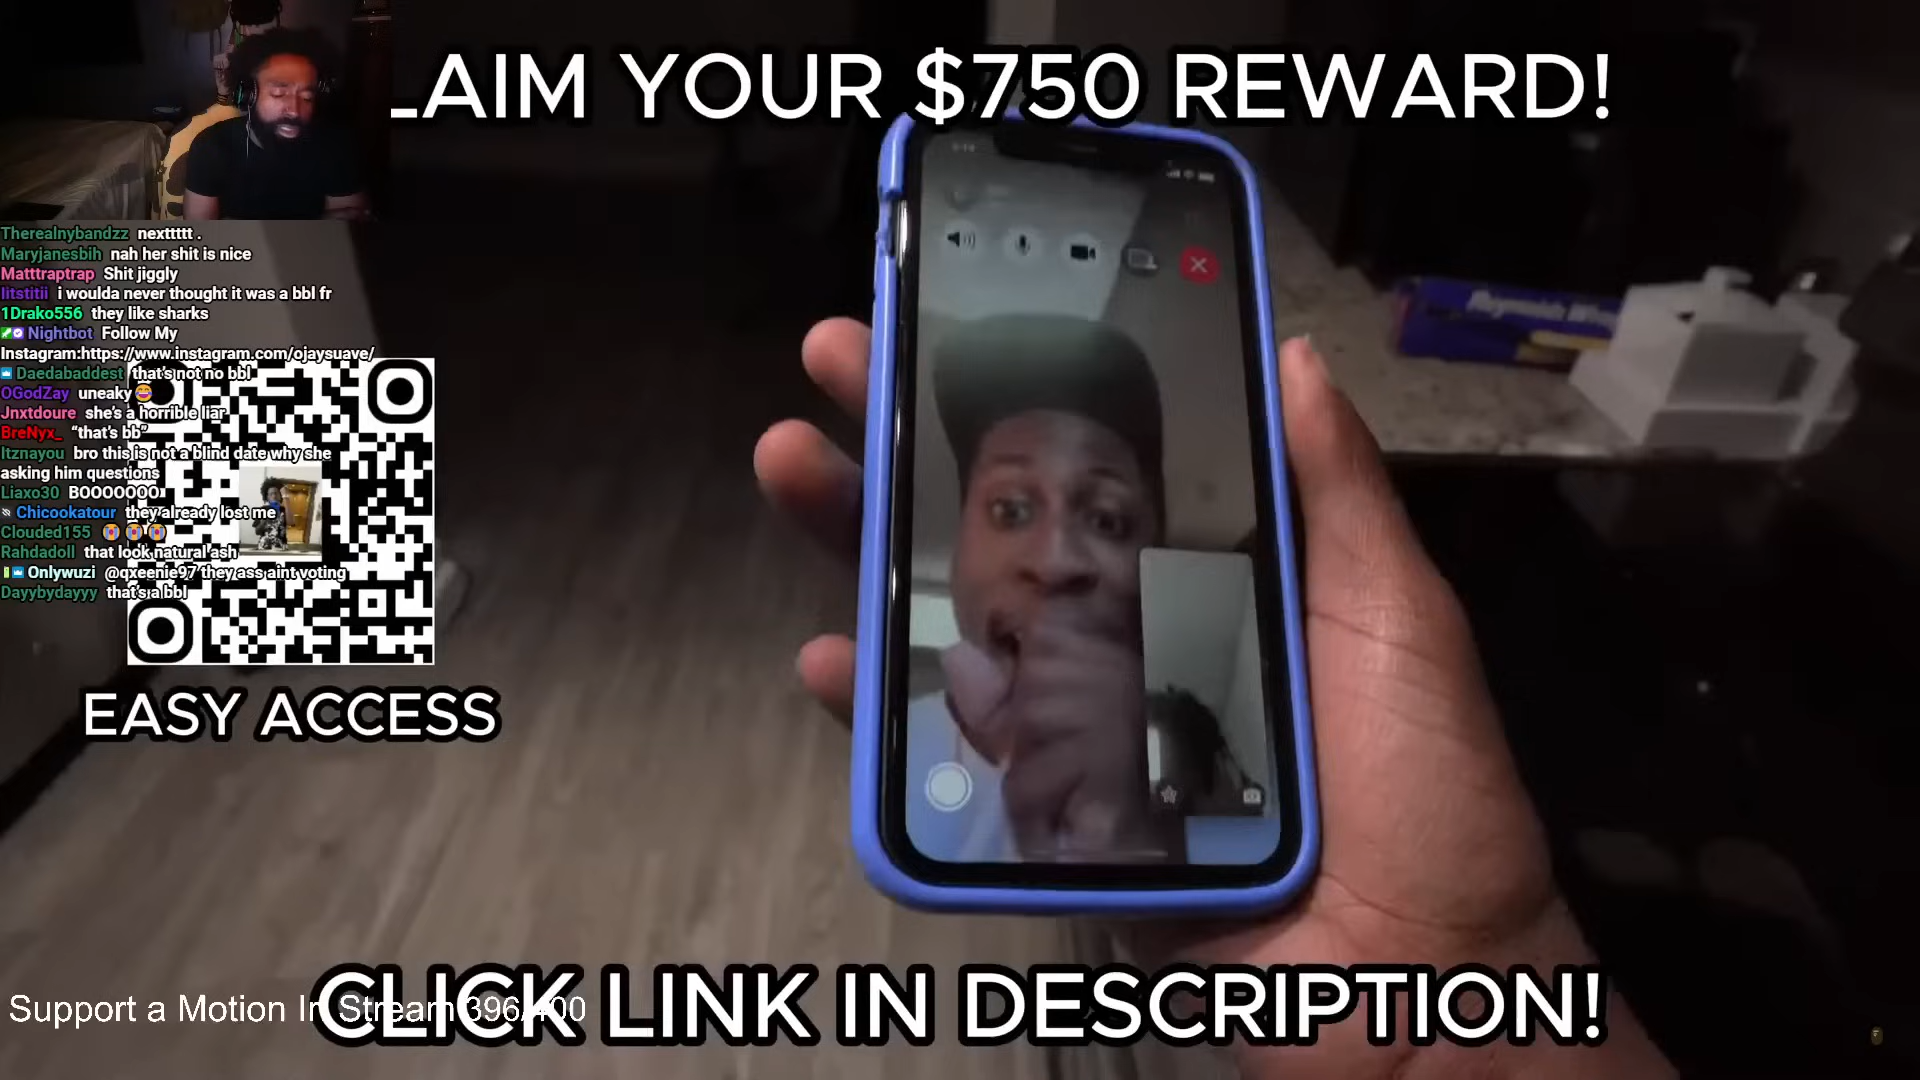 LAIM YOUR $750 REWARD!
Therealnybandzz nexttttt .
Maryjanesbih nah her shit is nice
Matttraptrap Shit jiggly
Iitstitii i woulda never thought it was a bbl fr
1Drako556 they like sharks
Nightbot Follow My
Instagram:https://www.instagram.com/ojaysuave/
Daedabaddest that's not no bbl
OGodZay uneaky😂
Jnxtdoure she's a horrible liar
BreNyx_ “that's bb”
Itznayou bro this is not a blind date why she
asking him questions
Liaxo30 BOOOOOOO
Chicookatour they already lost me
Clouded155 😭😭😭
Rahdadoll that look natural ash
Onlywuzi @qxeenie97 they ass aint voting
Dayybydayyy that's a bbl
EASY ACCESS
Support a Motion In Stream 396/400
CLICK LINK IN DESCRIPTION!